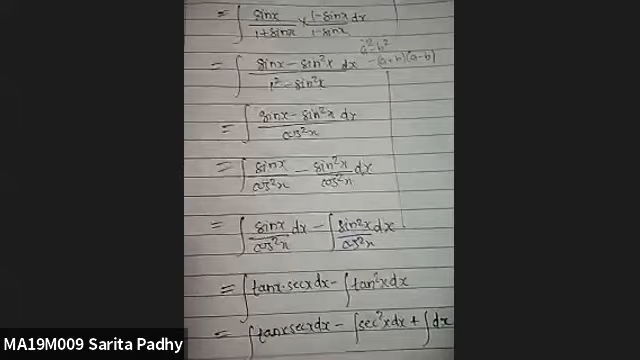 = ∫ sinx/1+sinx × 1-sinx/1-sinx dx
a²-b²
= ∫ sinx - sin²x/1² - sin²x dx -(a+b)(a-b)
= ∫ sinx - sin²x/cos²x dx
= ∫ sinx/cos²x - sin²x/cos²x dx
= ∫ sinx/cos²x dx - ∫ sin²x/cos²x dx
= ∫ tanx·secx dx - ∫ tan²x dx
= ∫ tanx secx dx - ∫ sec²x dx + ∫ dx
MA19M009 Sarita Padhy